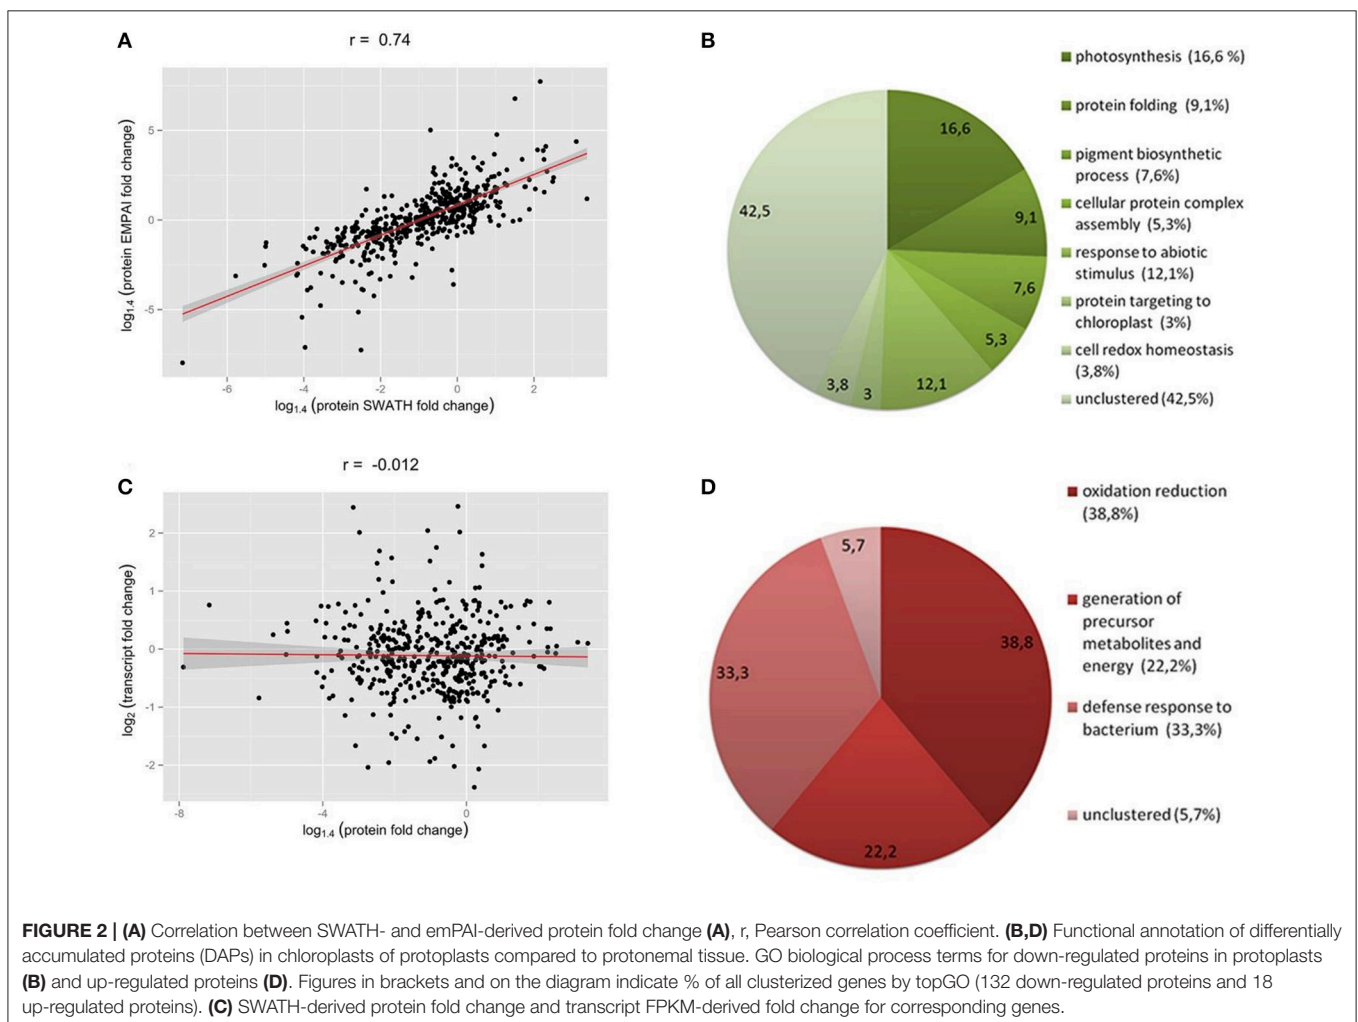 A
r = 0.74
log1.4 (protein EMPAI fold change)
5
0
-5
-6
-4
-2
0
2
log1.4 (protein SWATH fold change)
B
16,6
9,1
7,6
5,3
12,1
3
3,8
42,5
photosynthesis (16,6 %)
protein folding (9,1%)
pigment biosynthetic
process (7,6%)
cellular protein complex
assembly (5,3%)
response to abiotic
stimulus (12,1%)
protein targeting to
chloroplast (3%)
cell redox homeostasis
(3,8%)
unclustered (42,5%)
r = -0.012
C
log2 (transcript fold change)
2
1
0
-1
-2
-8
-4
0
log1.4 (protein fold change)
D
5,7
38,8
33,3
22,2
oxidation reduction
(38,8%)
generation of
precursor
metabolites and
energy (22,2%)
defense response to
bacterium (33,3%)
unclustered (5,7%)
FIGURE 2 | (A) Correlation between SWATH- and emPAI-derived protein fold change (A), r, Pearson correlation coefficient. (B,D) Functional annotation of differentially
accumulated proteins (DAPs) in chloroplasts of protoplasts compared to protonemal tissue. GO biological process terms for down-regulated proteins in protoplasts
(B) and up-regulated proteins (D). Figures in brackets and on the diagram indicate % of all clusterized genes by topGO (132 down-regulated proteins and 18
up-regulated proteins). (C) SWATH-derived protein fold change and transcript FPKM-derived fold change for corresponding genes.